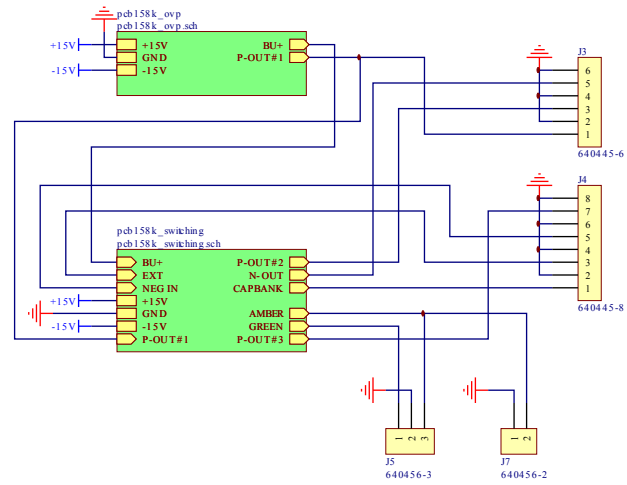 pcb158k_ovp
pcb158k_ovp.sch
+15V
+15V
GND
-15V
-15V
BU+
P-OUT#1
J3
6
5
4
3
2
1
640445-6
J4
8
7
6
5
4
3
2
1
640445-8
pcb158k_switching
pcb158k_switching.sch
BU+
EXT
NEG IN
+15V
+15V
GND
-15V
-15V
P-OUT#1
P-OUT#2
N-OUT
CAPBANK
AMBER
GREEN
P-OUT#3
1
2
3
J5
640456-3
1
2
J7
640456-2